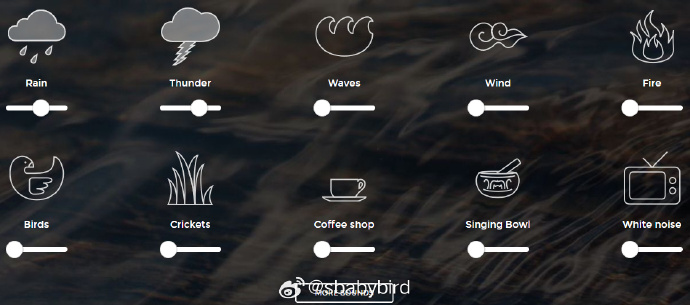 Rain Thunder Waves Wind Fire
Birds Crickets Coffee shop Singing Bowl White noise
MORE SOUNDS
@sbabybird